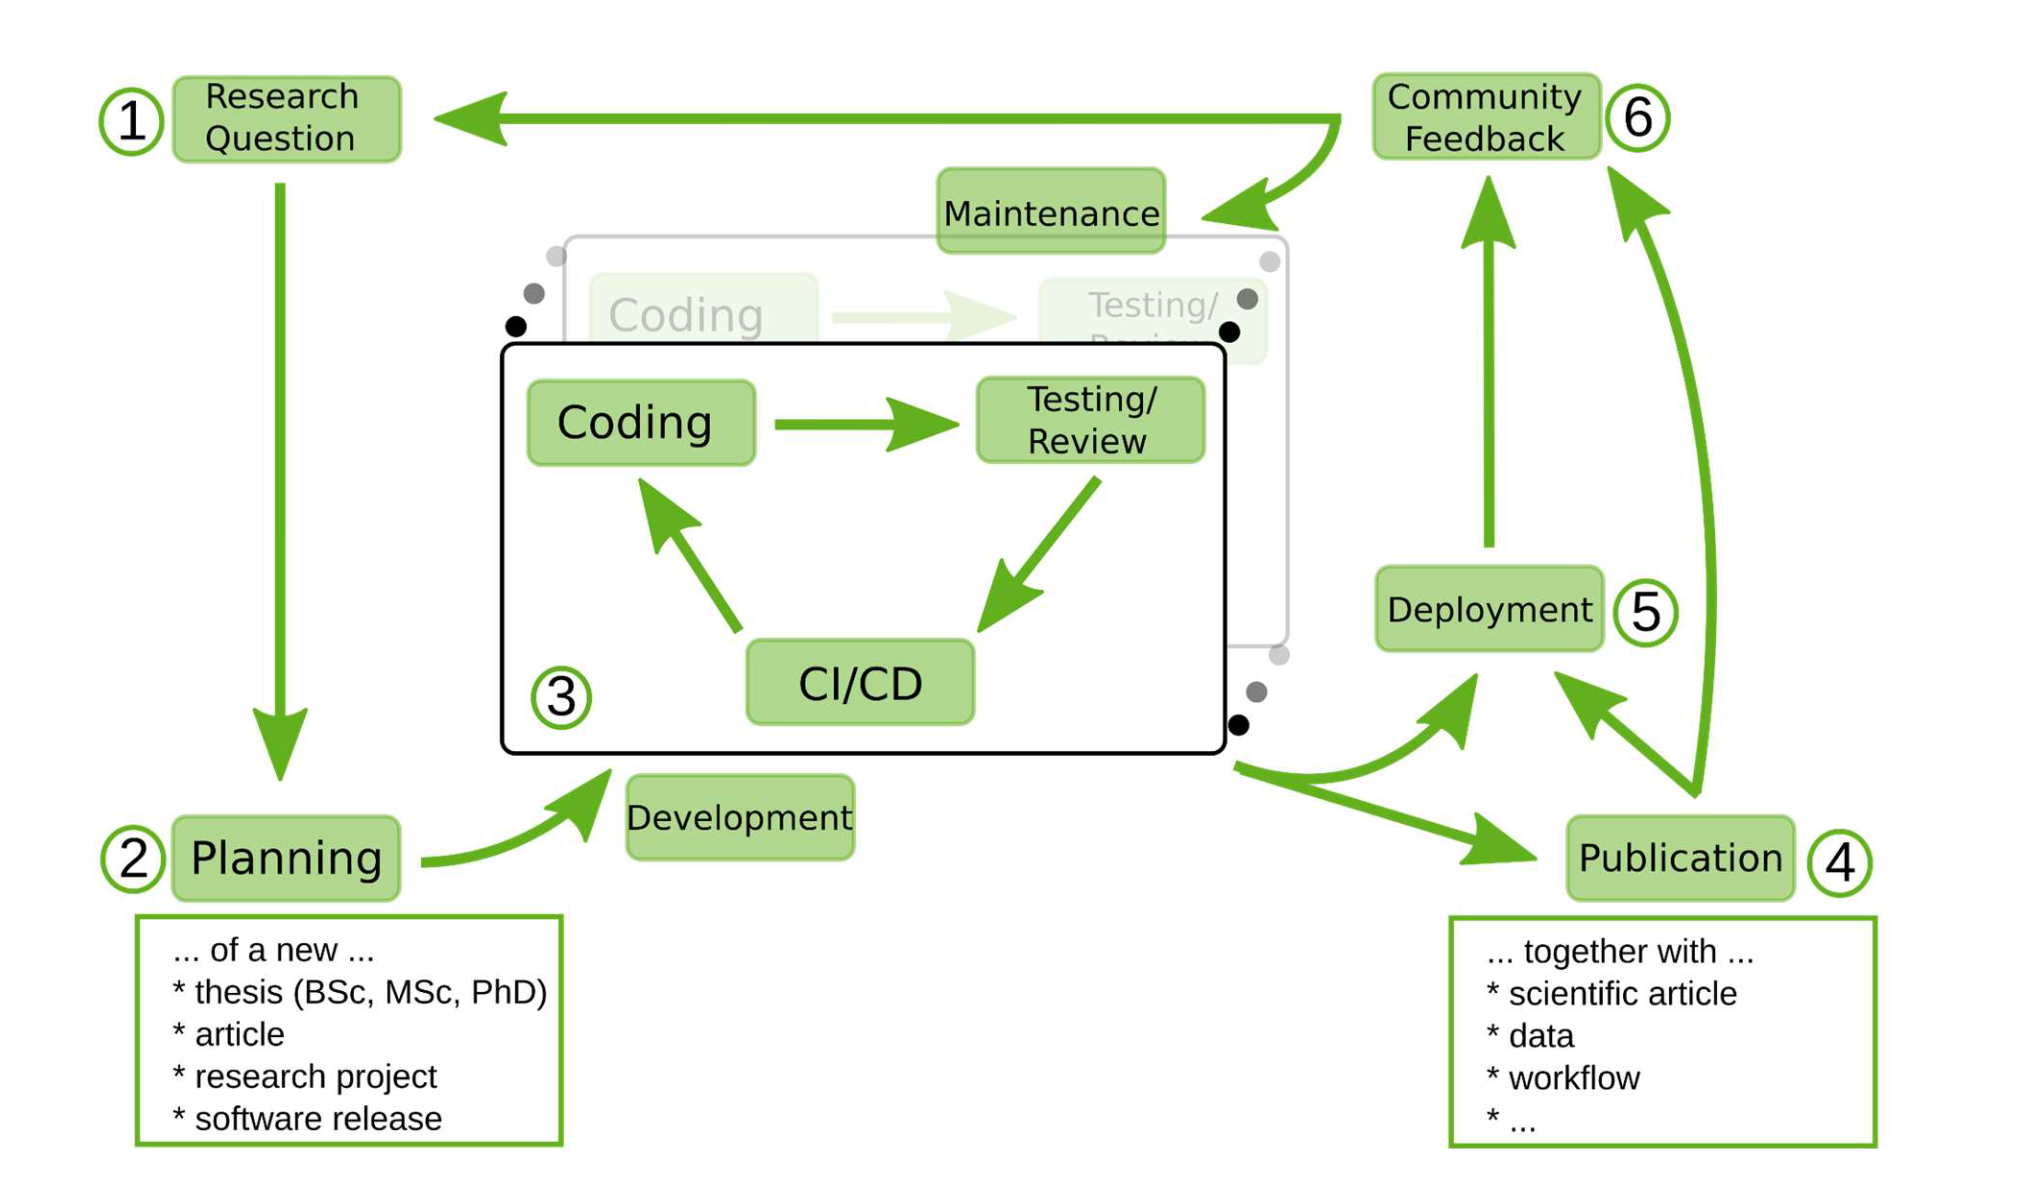 1
Research
Question
Community
Feedback
6
Maintenance
Coding
Testing/
Review
Coding
Testing/
Review
CI/CD
3
Deployment
5
Development
2
Planning
Publication
4
... of a new ...
* thesis (BSc, MSc, PhD)
* article
* research project
* software release
... together with ...
* scientific article
* data
* workflow
* ...